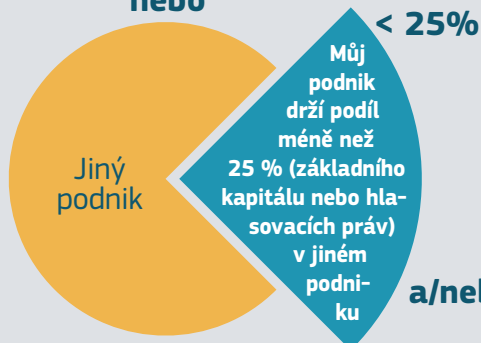 nebo
< 25%
Můj
podnik
drží podíl
méně než
25 % (základního
kapitálu nebo hla-
sovacích práv)
v jiném
podni-
ku
Jiný
podnik
a/nel